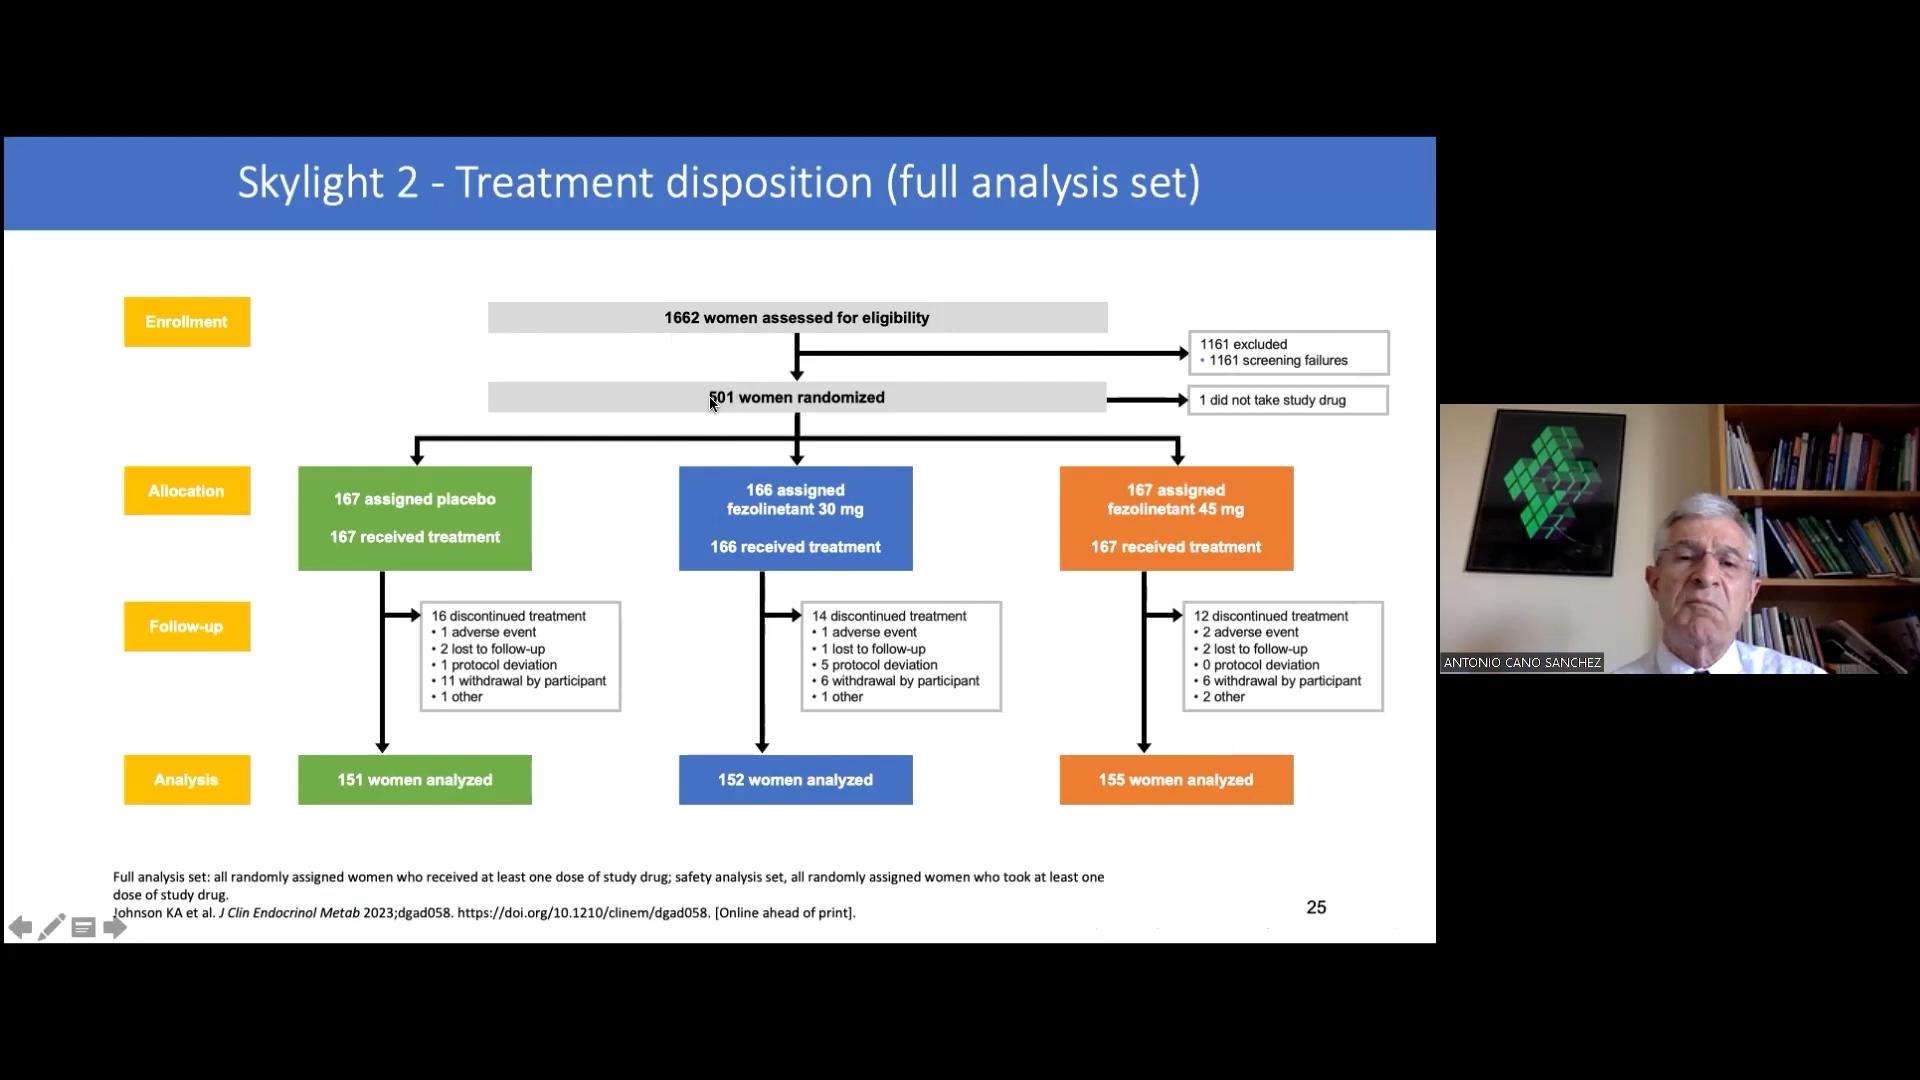 Skylight 2 - Treatment disposition (full analysis set)
Enrollment
1662 women assessed for eligibility
1161 excluded
• 1161 screening failures
501 women randomized
1 did not take study drug
Allocation
167 assigned placebo
167 received treatment
166 assigned
fezolinetant 30 mg
166 received treatment
167 assigned
fezolinetant 45 mg
167 received treatment
Follow-up
16 discontinued treatment
• 1 adverse event
• 2 lost to follow-up
• 1 protocol deviation
• 11 withdrawal by participant
• 1 other
14 discontinued treatment
• 1 adverse event
• 1 lost to follow-up
• 5 protocol deviation
• 6 withdrawal by participant
• 1 other
12 discontinued treatment
• 2 adverse event
• 2 lost to follow-up
• 0 protocol deviation
• 6 withdrawal by participant
• 2 other
Analysis
151 women analyzed
152 women analyzed
155 women analyzed
Full analysis set: all randomly assigned women who received at least one dose of study drug; safety analysis set, all randomly assigned women who took at least one
dose of study drug.
Johnson KA et al. J Clin Endocrinol Metab 2023;dgad058. https://doi.org/10.1210/clinem/dgad058. [Online ahead of print].
25
ANTONIO CANO SANCHEZ